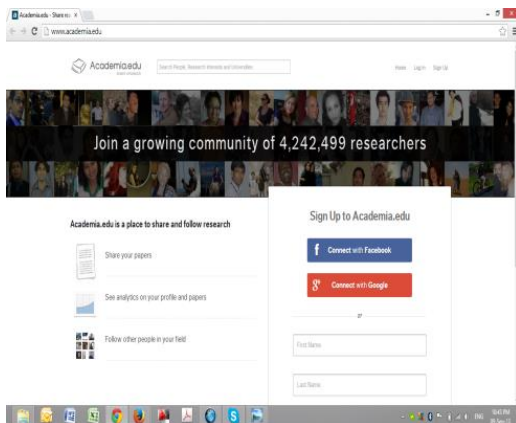 Academia.edu - Share res
www.academia.edu
Academia.edu
Search People, Research Interests and Universities
Home Log In Sign Up
Join a growing community of 4,242,499 researchers
Academia.edu is a place to share and follow research
Share your papers
See analytics on your profile and papers
Follow other people in your field
Sign Up to Academia.edu
Connect with Facebook
Connect with Google
or
First Name
Last Name
ENG